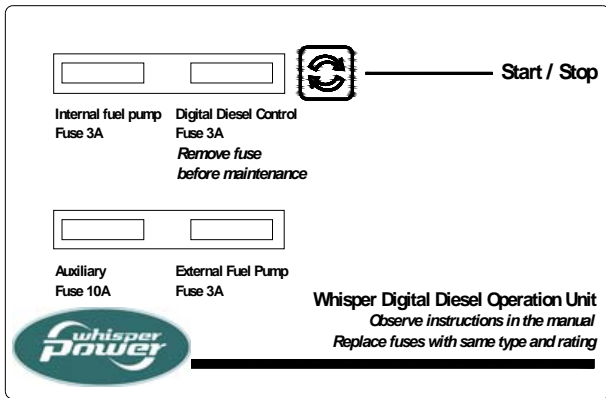 Start / Stop
Internal fuel pump
Fuse 3A
Digital Diesel Control
Fuse 3A
Remove fuse
before maintenance
Auxiliary
Fuse 10A
External Fuel Pump
Fuse 3A
Whisper Digital Diesel Operation Unit
Observe instructions in the manual
Replace fuses with same type and rating
whisper
power